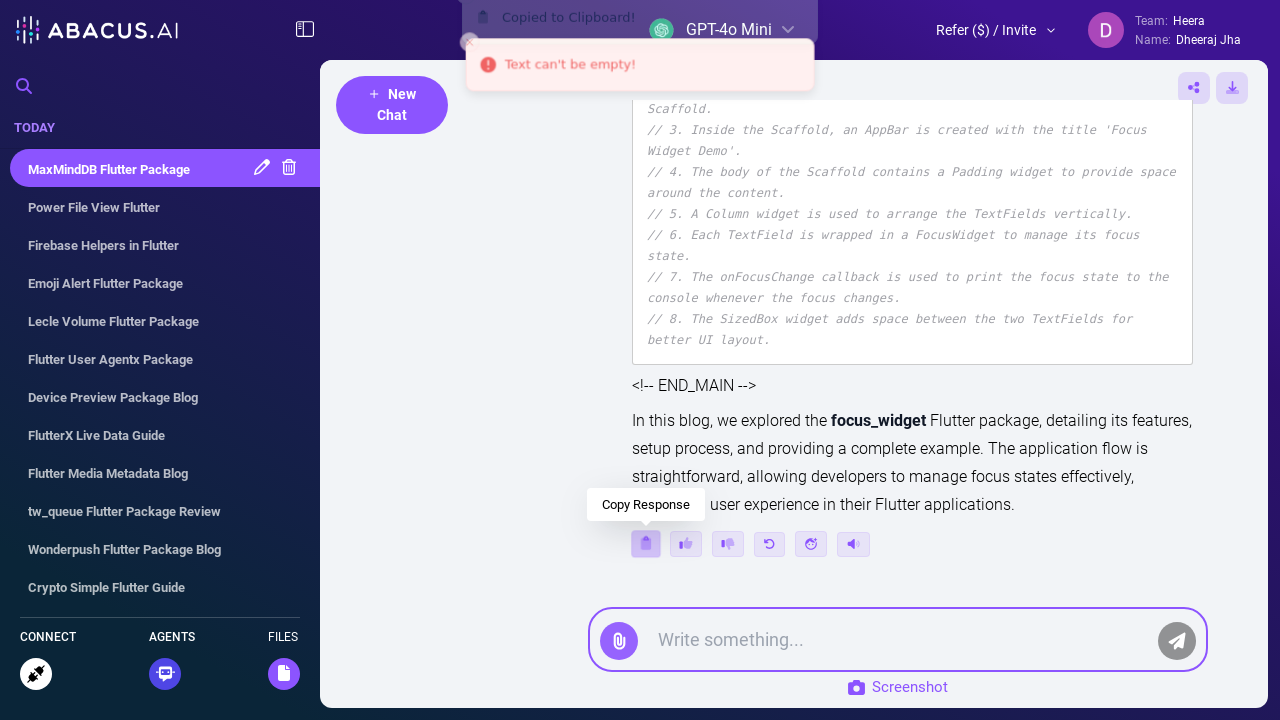 ABACUS.AI
Copied to Clipboard!
GPT-4o Mini
Refer ($) / Invite
D
Team: Heera
Name: Dheeraj Jha
Text can't be empty!
TODAY
MaxMindDB Flutter Package
Power File View Flutter
Firebase Helpers in Flutter
Emoji Alert Flutter Package
Lecle Volume Flutter Package
Flutter User Agentx Package
Device Preview Package Blog
FlutterX Live Data Guide
Flutter Media Metadata Blog
tw_queue Flutter Package Review
Wonderpush Flutter Package Blog
Crypto Simple Flutter Guide
CONNECT
AGENTS
FILES
+ New
Chat
Scaffold.
// 3. Inside the Scaffold, an AppBar is created with the title 'Focus
Widget Demo'.
// 4. The body of the Scaffold contains a Padding widget to provide space
around the content.
// 5. A Column widget is used to arrange the TextFields vertically.
// 6. Each TextField is wrapped in a FocusWidget to manage its focus
state.
// 7. The onFocusChange callback is used to print the focus state to the
console whenever the focus changes.
// 8. The SizedBox widget adds space between the two TextFields for
better UI layout.
<!-- END_MAIN -->
In this blog, we explored the focus_widget Flutter package, detailing its features,
setup process, and providing a complete example. The application flow is
straightforward, allowing developers to manage focus states effectively,
user experience in their Flutter applications.
Copy Response
Write something...
Screenshot